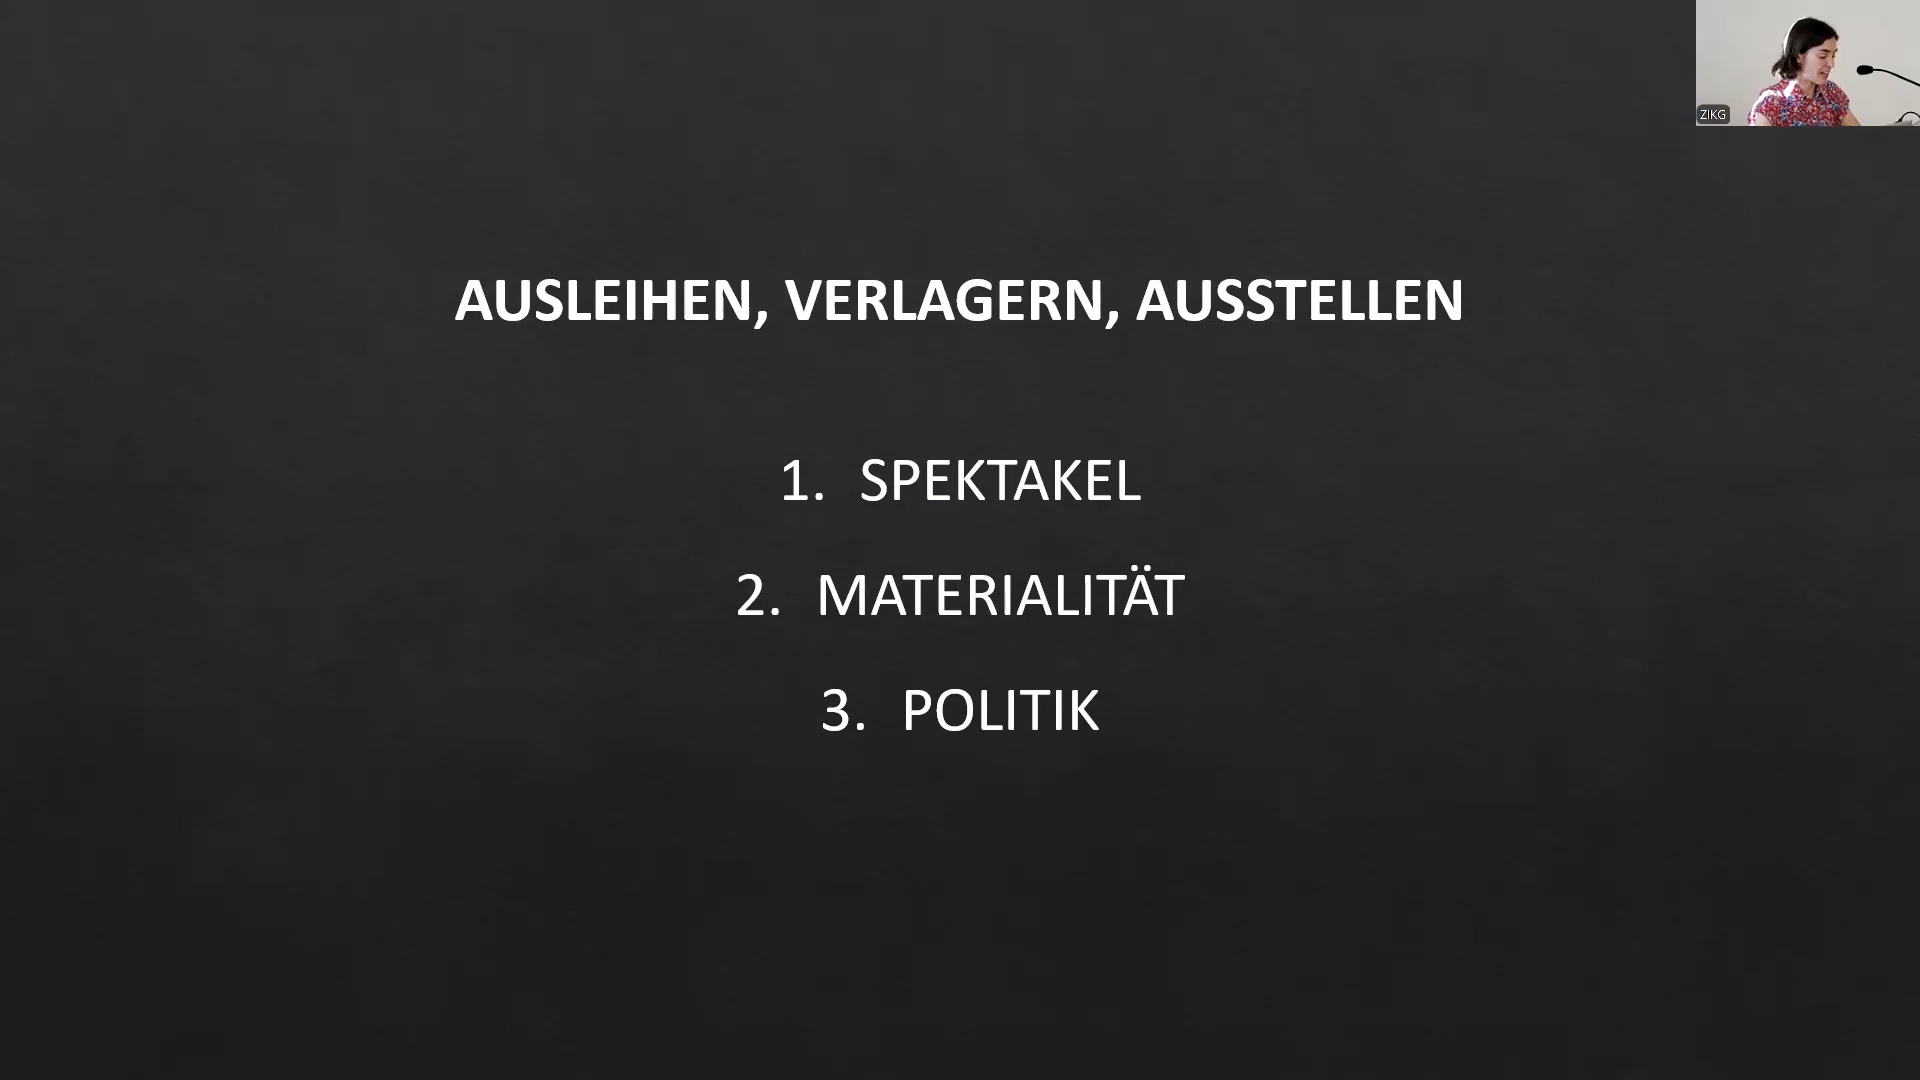 AUSLEIHEN, VERLAGERN, AUSSTELLEN
1. SPEKTAKEL
2. MATERIALITÄT
3. POLITIK
ZIKG